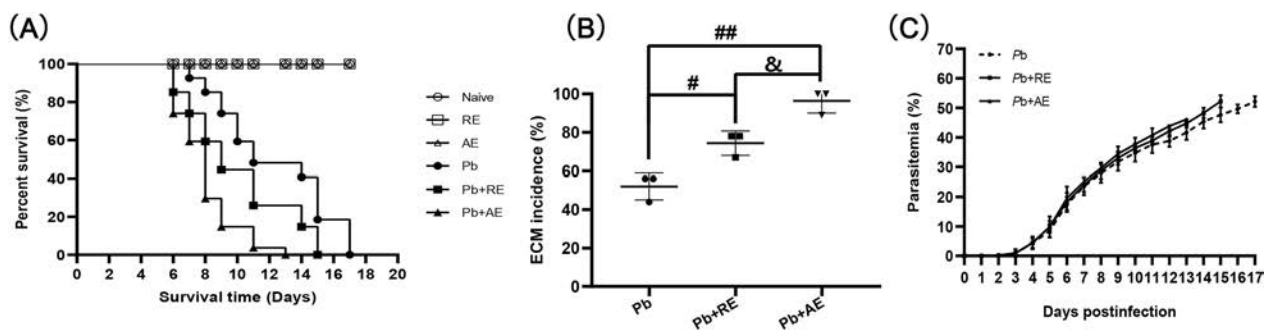 (A)
Percent survival (%)
100
80
60
40
20
0
0 2 4 6 8 10 12 14 16 18 20
Survival time (Days)
Naive
RE
AE
Pb
Pb+RE
Pb+AE
(B)
ECM incidence (%)
100
80
60
40
20
0
##
#
&
Pb
Pb+RE
Pb+AE
(C)
Parasitemia (%)
70
60
50
40
30
20
10
0
Pb
Pb+RE
Pb+AE
0 1 2 3 4 5 6 7 8 9 10 11 12 13 14 15 16 17
Days postinfection